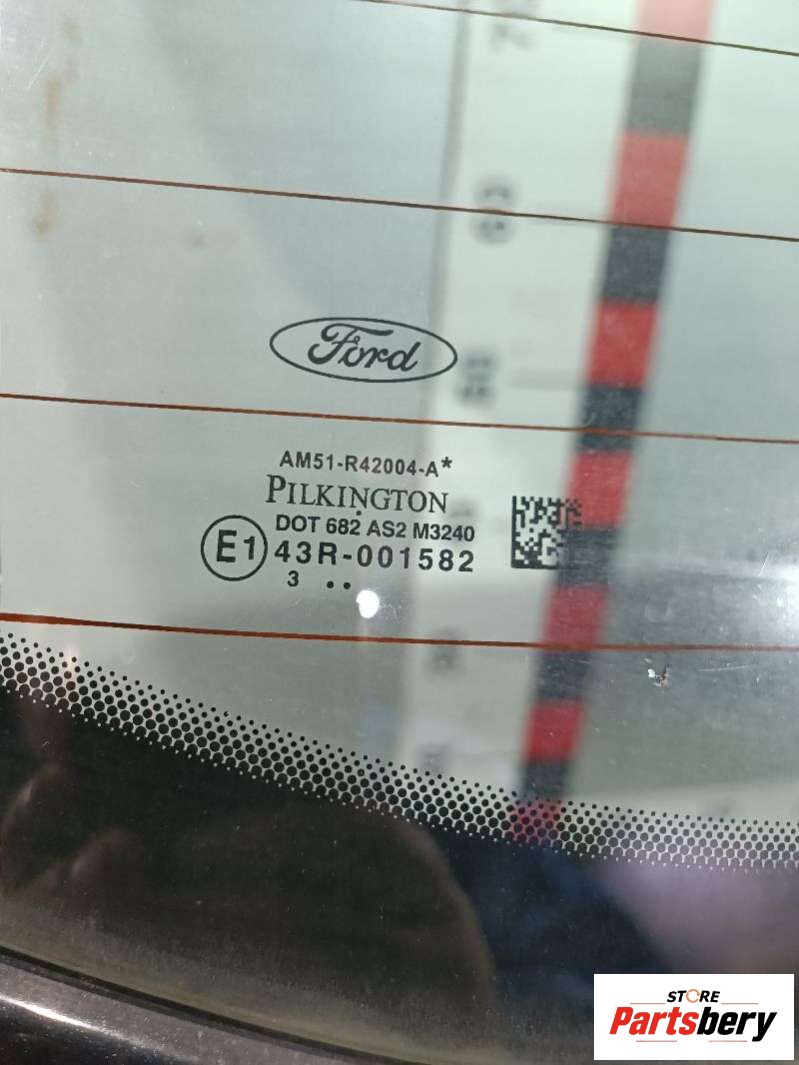 Ford
AM51-R42004-A*
PILKINGTON
DOT 682 AS2 M3240
E1 43R-001582
3 ..
STORE
Partsbery